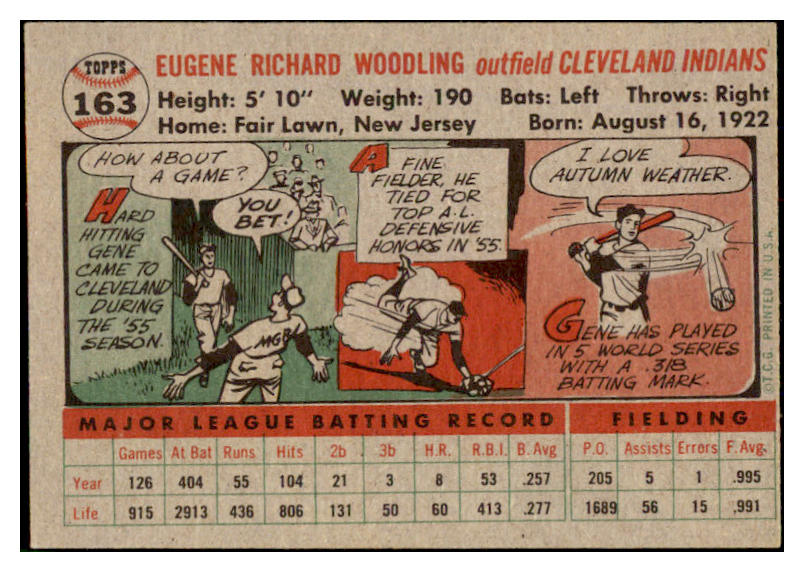 TOPPS
163
EUGENE RICHARD WOODLING outfield CLEVELAND INDIANS
Height: 5' 10" Weight: 190 Bats: Left Throws: Right
Home: Fair Lawn, New Jersey Born: August 16, 1922
HOW ABOUT
A GAME?
YOU
BET!
HARD
HITTING
GENE
CAME TO
CLEVELAND
DURING
THE '55
SEASON.
MGR
A FINE
FIELDER, HE
TIED FOR
TOP A.L.
DEFENSIVE
HONORS IN '55.
I LOVE
AUTUMN WEATHER.
GENE HAS PLAYED
IN 5 WORLD SERIES
WITH A .318
BATTING MARK.
©T.C.G. PRINTED IN U.S.A.
MAJOR LEAGUE BATTING RECORD FIELDING
Games At Bat Runs Hits 2b 3b H.R. R.B.I. B. Avg P.O. Assists Errors F. Avg.
Year 126 404 55 104 21 3 8 53 .257 205 5 1 .995
Life 915 2913 436 806 131 50 60 413 .277 1689 56 15 .991